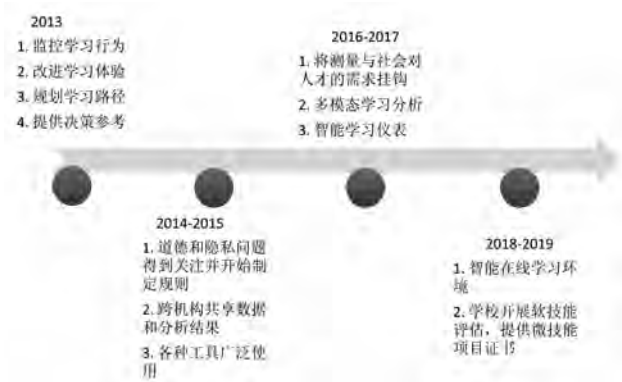 2013
1. 监控学习行为
2. 改进学习体验
3. 规划学习路径
4. 提供决策参考
2014-2015
1. 道德和隐私问题
得到关注并开始制
定规则
2. 跨机构共享数据
和分析结果
3. 各种工具广泛使
用
2016-2017
1. 将测量与社会对
人才的需求挂钩
2. 多模态学习分析
3. 智能学习仪表
2018-2019
1. 智能在线学习环
境
2. 学校开展软技能
评估，提供微技能
项目证书